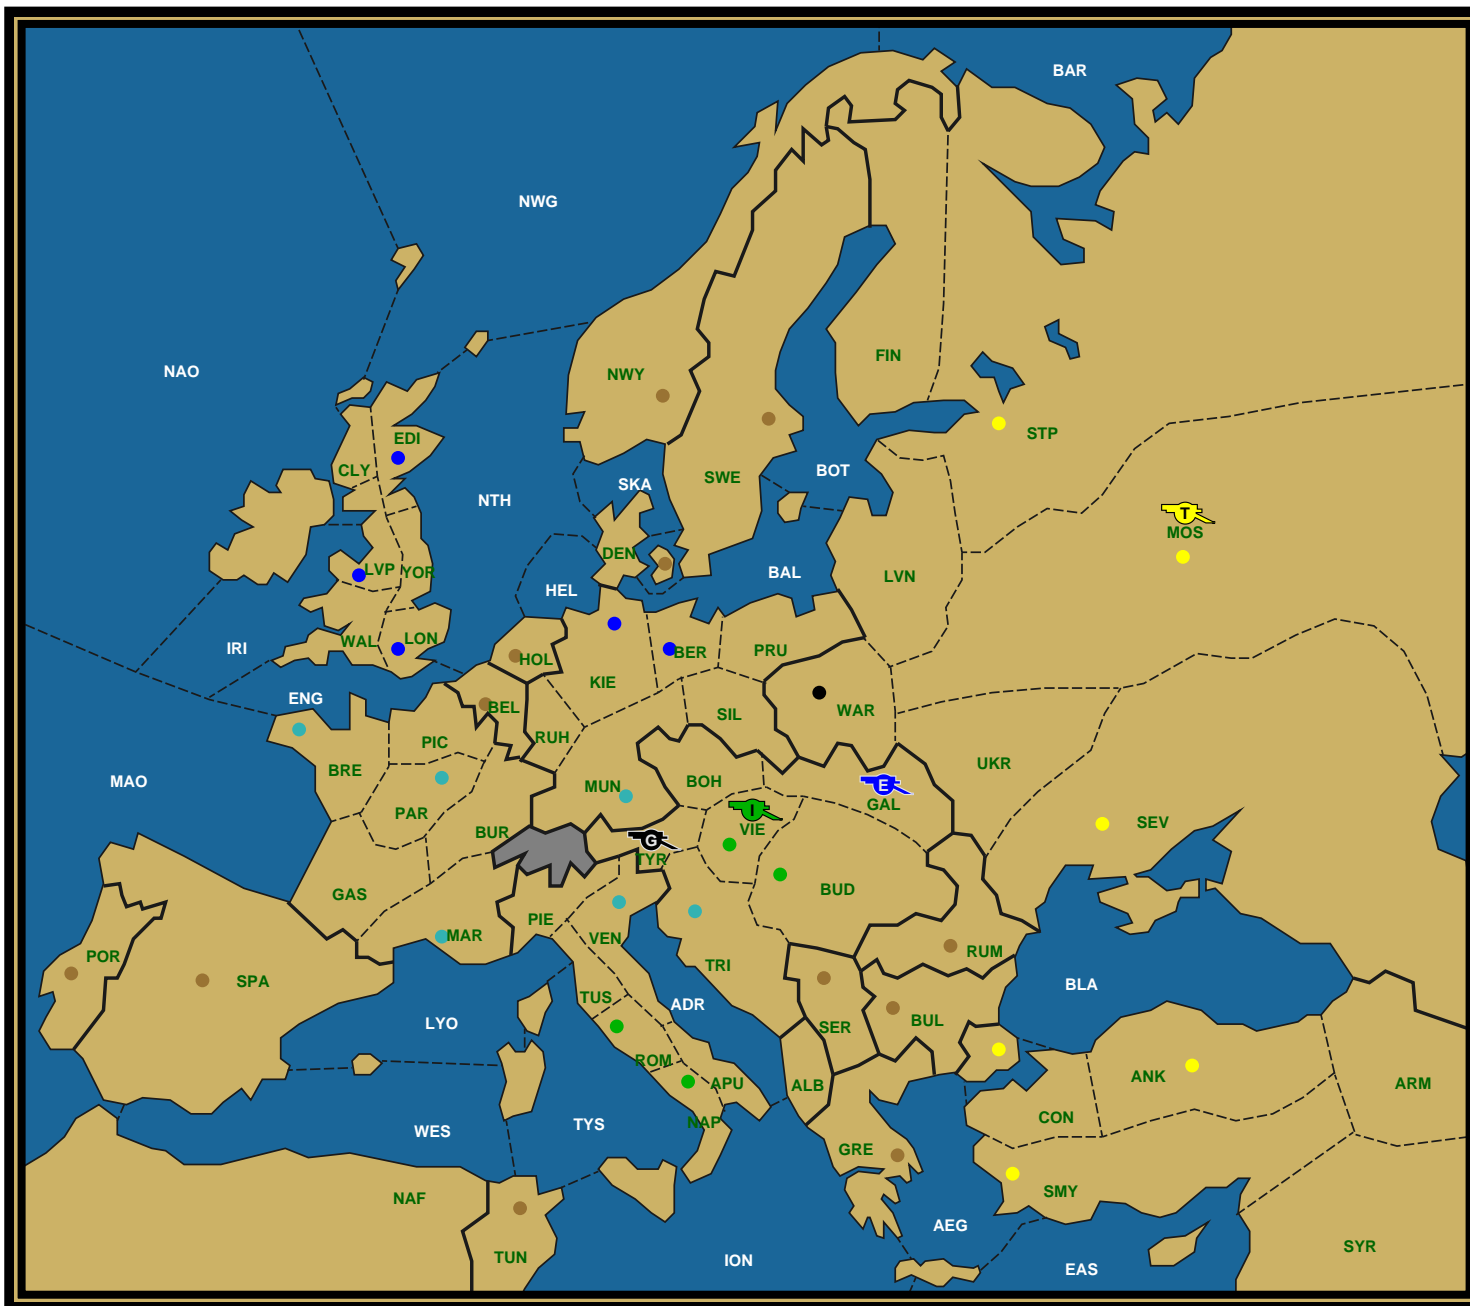 BAR
NWG
NAO
FIN
NWY
EDI
STP
CLY
SWE
BOT
SKA
NTH
T
MOS
DEN
LVP
YOR
BAL
LVN
HEL
IRI
WAL
LON
HOL
BER
PRU
KIE
ENG
BEL
SIL
WAR
RUH
PIC
UKR
BRE
MAO
BOH
MUN
E
GAL
PAR
I
VIE
SEV
BUR
G
TYR
BUD
GAS
PIE
MAR
VEN
POR
RUM
SPA
TRI
BLA
TUS
ADR
LYO
BUL
SER
ROM
ANK
APU
ALB
ARM
CON
NAP
TYS
WES
GRE
SMY
NAF
AEG
SYR
TUN
ION
EAS